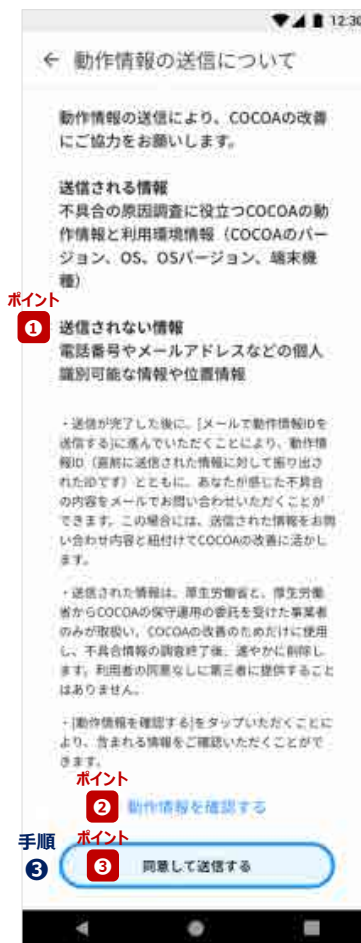 12:30
← 動作情報の送信について
動作情報の送信により、COCOAの改善
にご協力をお願いします。
送信される情報
不具合の原因調査に役立つCOCOAの動
作情報と利用環境情報（COCOAのバー
ジョン、OS、OSバージョン、端末機
種）
ポイント
❶ 送信されない情報
電話番号やメールアドレスなどの個人
識別可能な情報や位置情報
・送信が完了した後に、[メールで動作情報IDを
送信する]に進んでいただくことにより、動作情
報ID（直前に送信された情報に対して振り出さ
れたIDです）とともに、あなたが感じた不具合
の内容をメールでお問い合わせいただくことが
できます。この場合には、送信された情報をお問
い合わせ内容と紐付けてCOCOAの改善に活かし
ます。
・送信された情報は、厚生労働省と、厚生労働
省からCOCOAの保守運用の委託を受けた事業者
のみが取扱い、COCOAの改善のためだけに使用
し、不具合情報の調査終了後、速やかに削除し
ます。利用者の同意なしに第三者に提供すること
はありません。
・[動作情報を確認する]をタップいただくことに
より、含まれる情報をご確認いただくことがで
きます。
ポイント
❷ 動作情報を確認する
手順 ポイント
❸ ❸ 同意して送信する